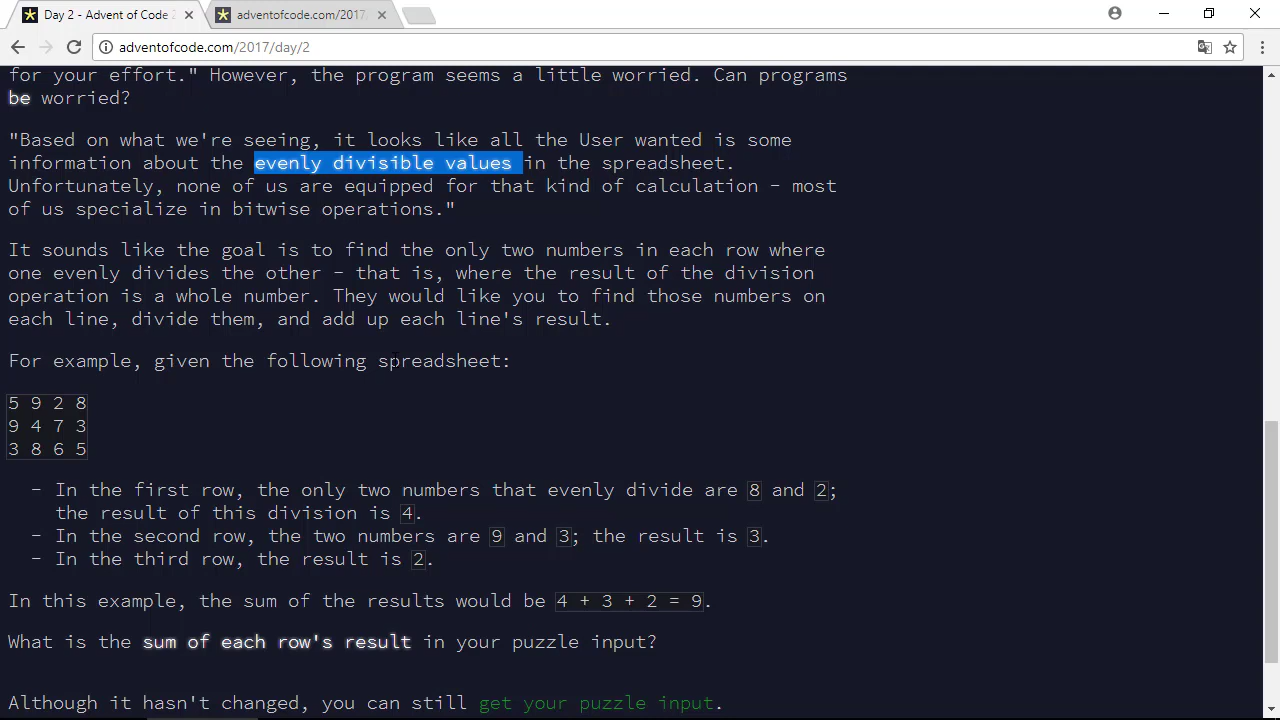 Day 2 - Advent of Code 2
adventofcode.com/2017/
adventofcode.com/2017/day/2
for your effort." However, the program seems a little worried. Can programs
be worried?
"Based on what we're seeing, it looks like all the User wanted is some
information about the evenly divisible values in the spreadsheet.
Unfortunately, none of us are equipped for that kind of calculation - most
of us specialize in bitwise operations."
It sounds like the goal is to find the only two numbers in each row where
one evenly divides the other - that is, where the result of the division
operation is a whole number. They would like you to find those numbers on
each line, divide them, and add up each line's result.
For example, given the following spreadsheet:
5 9 2 8
9 4 7 3
3 8 6 5
- In the first row, the only two numbers that evenly divide are 8 and 2;
the result of this division is 4.
- In the second row, the two numbers are 9 and 3; the result is 3.
- In the third row, the result is 2.
In this example, the sum of the results would be 4 + 3 + 2 = 9.
What is the sum of each row's result in your puzzle input?
Although it hasn't changed, you can still get your puzzle input.